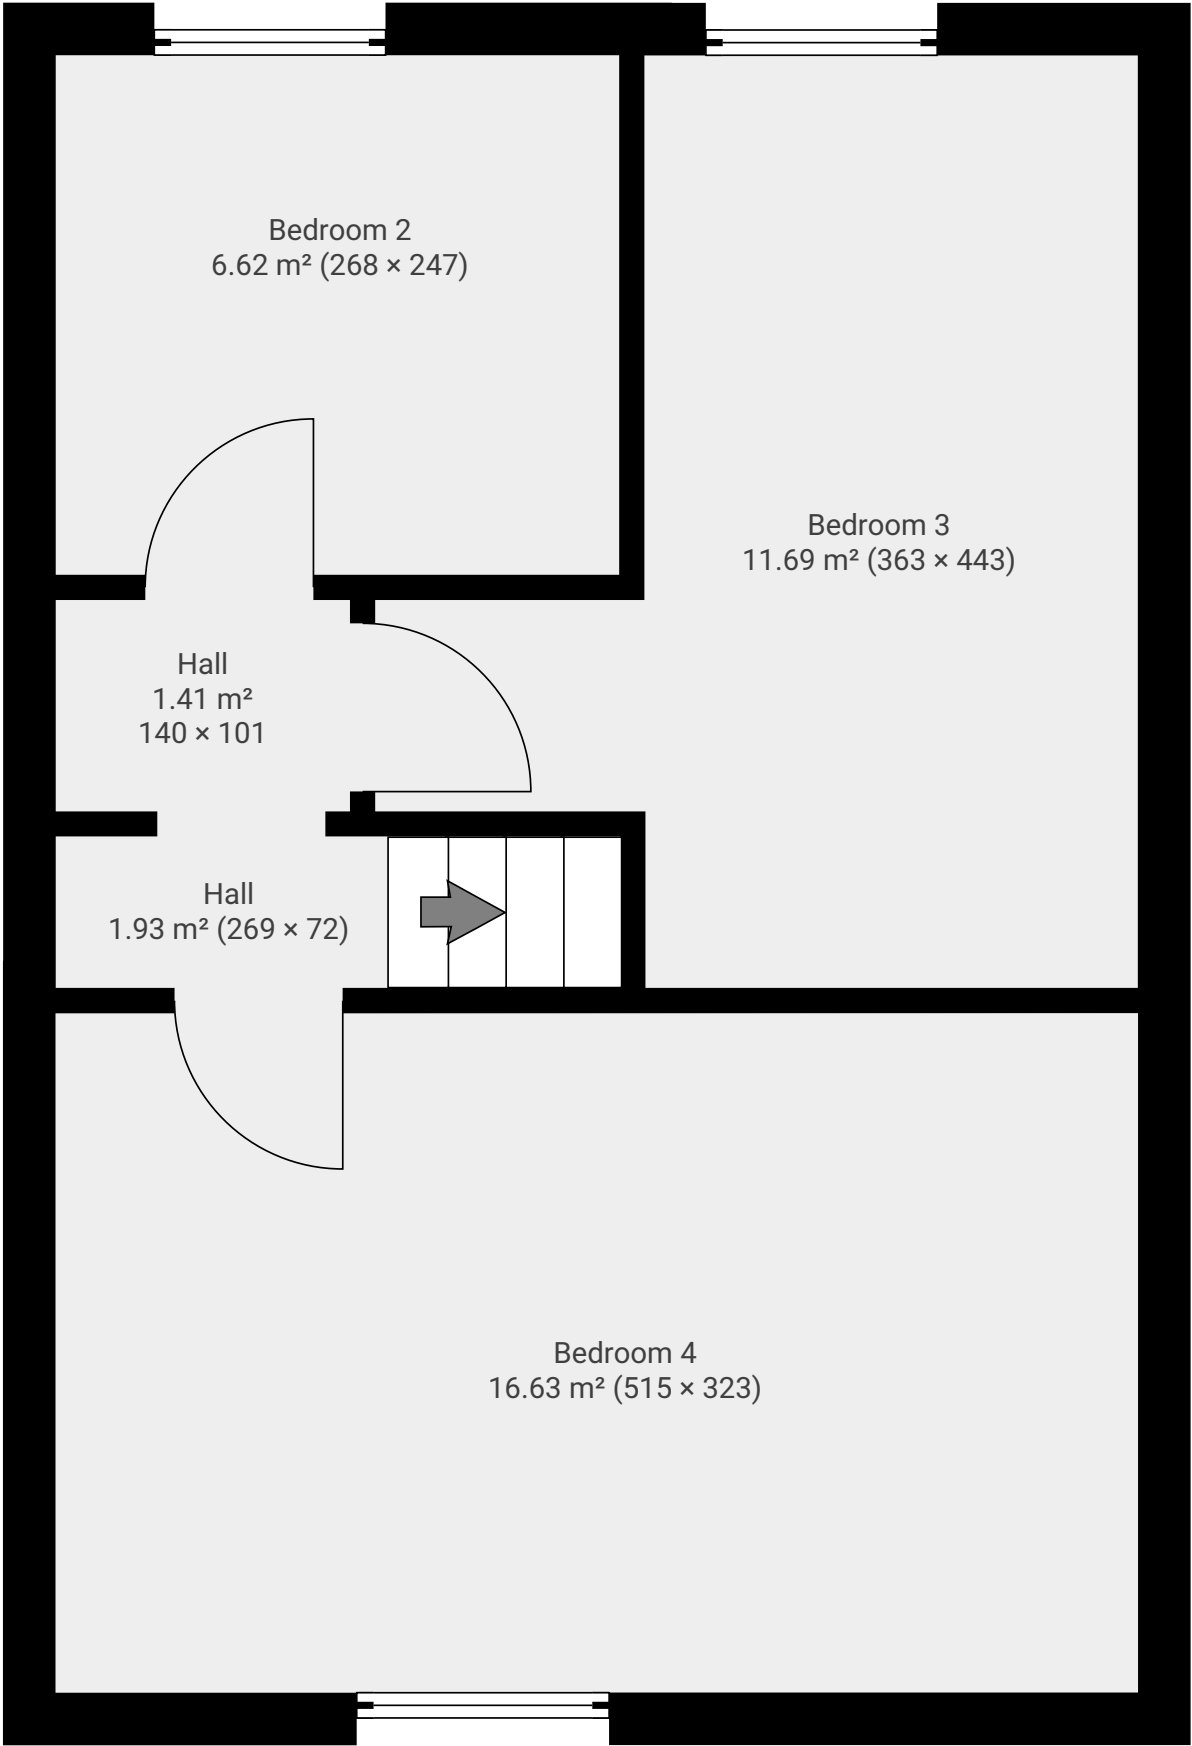 Bedroom 2
6.62 m² (268 × 247)
Bedroom 3
11.69 m² (363 × 443)
Hall
1.41 m²
140 × 101
Hall
1.93 m² (269 × 72)
Bedroom 4
16.63 m² (515 × 323)